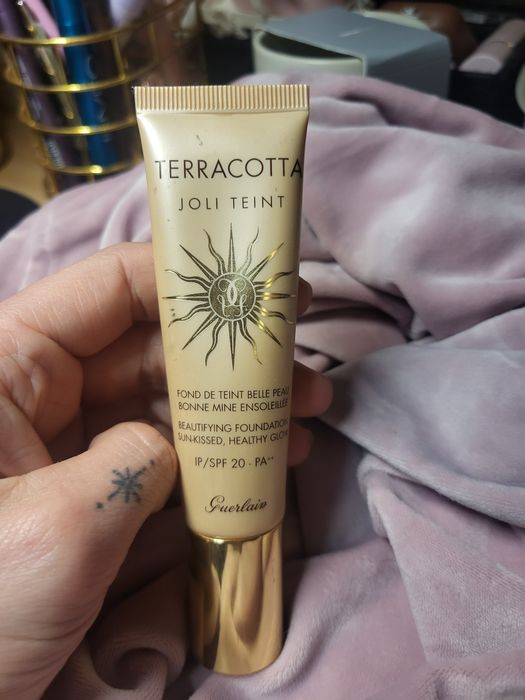 TERRACOTTA
JOLI TEINT
FOND DE TEINT BELLE PEAU
BONNE MINE ENSOLEILLÉE
BEAUTIFYING FOUNDATION
SUN-KISSED, HEALTHY GLOW
IP/SPF 20 - PA++
Guerlain